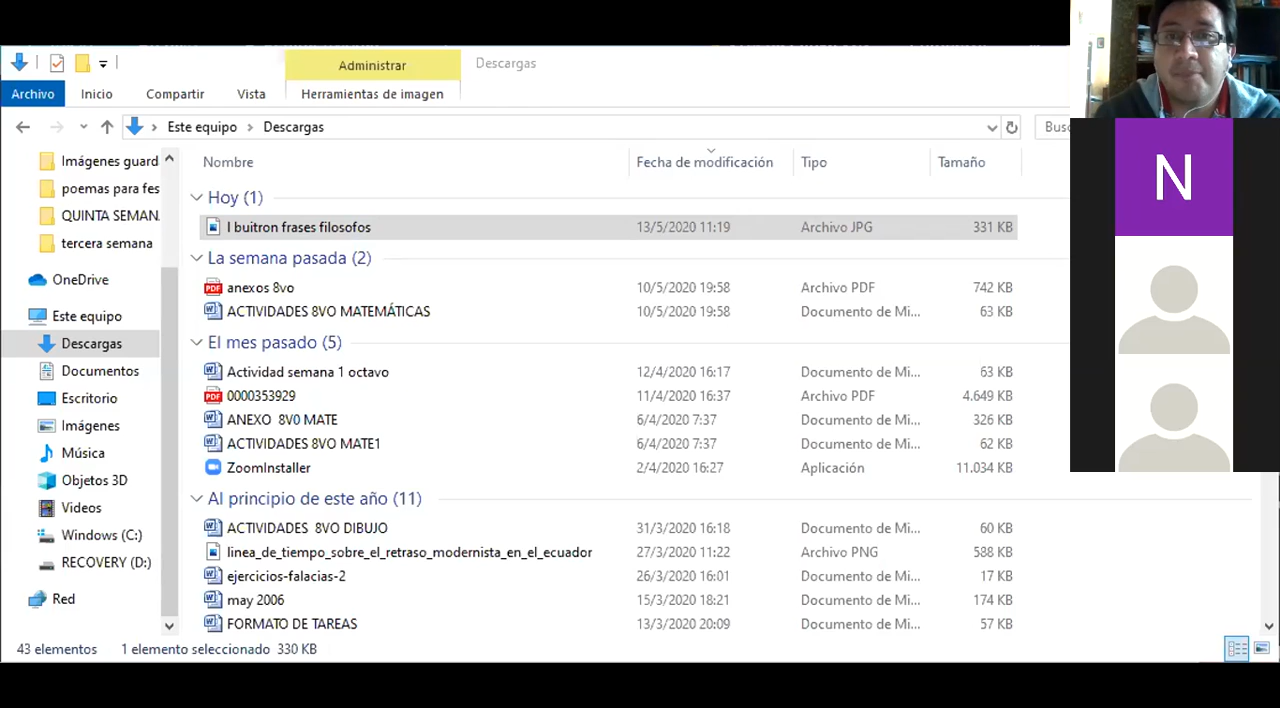 Administrar
Descargas
Archivo
Inicio
Compartir
Vista
Herramientas de imagen
Este equipo > Descargas
Imágenes guard
poemas para fes
QUINTA SEMAN.
tercera semana
OneDrive
Este equipo
Descargas
Documentos
Escritorio
Imágenes
Música
Objetos 3D
Videos
Windows (C:)
RECOVERY (D:)
Red
Nombre Fecha de modificación Tipo Tamaño
Hoy (1)
I buitron frases filosofos 13/5/2020 11:19 Archivo JPG 331 KB
La semana pasada (2)
anexos 8vo 10/5/2020 19:58 Archivo PDF 742 KB
ACTIVIDADES 8VO MATEMÁTICAS 10/5/2020 19:58 Documento de Mi... 63 KB
El mes pasado (5)
Actividad semana 1 octavo 12/4/2020 16:17 Documento de Mi... 63 KB
0000353929 11/4/2020 16:37 Archivo PDF 4.649 KB
ANEXO 8V0 MATE 6/4/2020 7:37 Documento de Mi... 326 KB
ACTIVIDADES 8VO MATE1 6/4/2020 7:37 Documento de Mi... 62 KB
ZoomInstaller 2/4/2020 16:27 Aplicación 11.034 KB
Al principio de este año (11)
ACTIVIDADES 8VO DIBUJO 31/3/2020 16:18 Documento de Mi... 60 KB
linea_de_tiempo_sobre_el_retraso_modernista_en_el_ecuador 27/3/2020 11:22 Archivo PNG 588 KB
ejercicios-falacias-2 26/3/2020 16:01 Documento de Mi... 17 KB
may 2006 15/3/2020 18:21 Documento de Mi... 174 KB
FORMATO DE TAREAS 13/3/2020 20:09 Documento de Mi... 57 KB
43 elementos 1 elemento seleccionado 330 KB
Busc
N